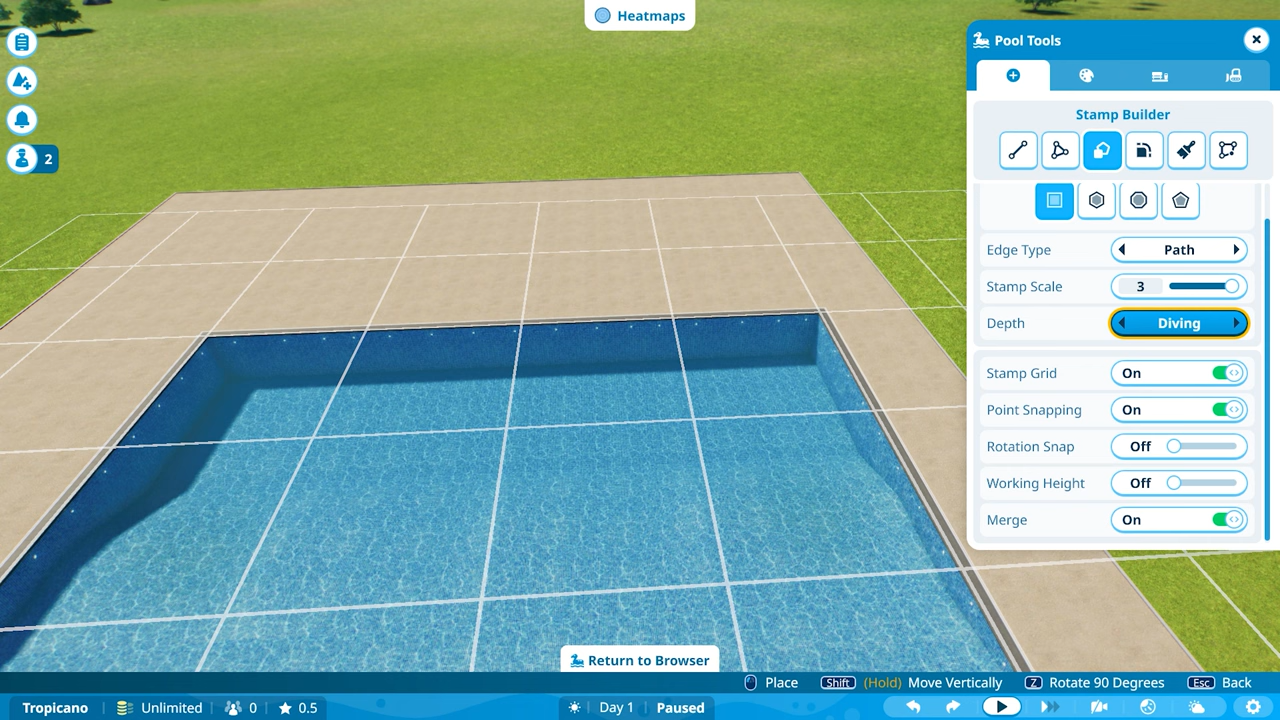 Heatmaps
Pool Tools
2
Stamp Builder
Edge Type Path
Stamp Scale 3
Depth Diving
Stamp Grid On
Point Snapping On
Rotation Snap Off
Working Height Off
Merge On
Return to Browser
Place Shift (Hold) Move Vertically Z Rotate 90 Degrees Esc Back
Tropicano Unlimited 0 0.5 Day 1 Paused